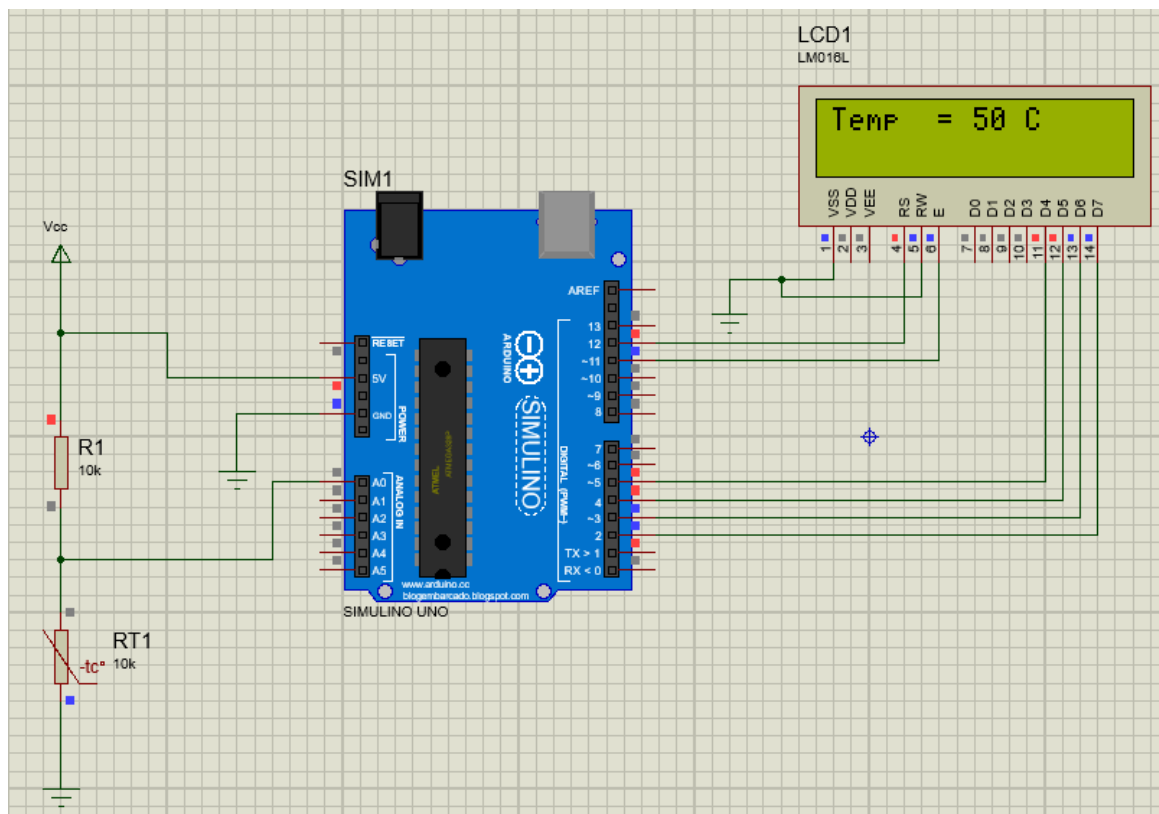 LCD1
LM016L
Temp = 50 C
VSS
VDD
VEE
RS
RW
E
D0
D1
D2
D3
D4
D5
D6
D7
1
2
3
4
5
6
7
8
9
10
11
12
13
14
SIM1
Vcc
RESET
5V
GND
POWER
R1
10k
A0
A1
A2
A3
A4
A5
ANALOG IN
ATMEL
ARDUINO
SIMULINO
AREF
13
12
~11
~10
~9
8
7
~6
~5
4
~3
2
TX > 1
RX < 0
DIGITAL (PWM~)
www.arduino.cc
blogembarcado.blogspot.com
SIMULINO UNO
RT1
10k
-tc°